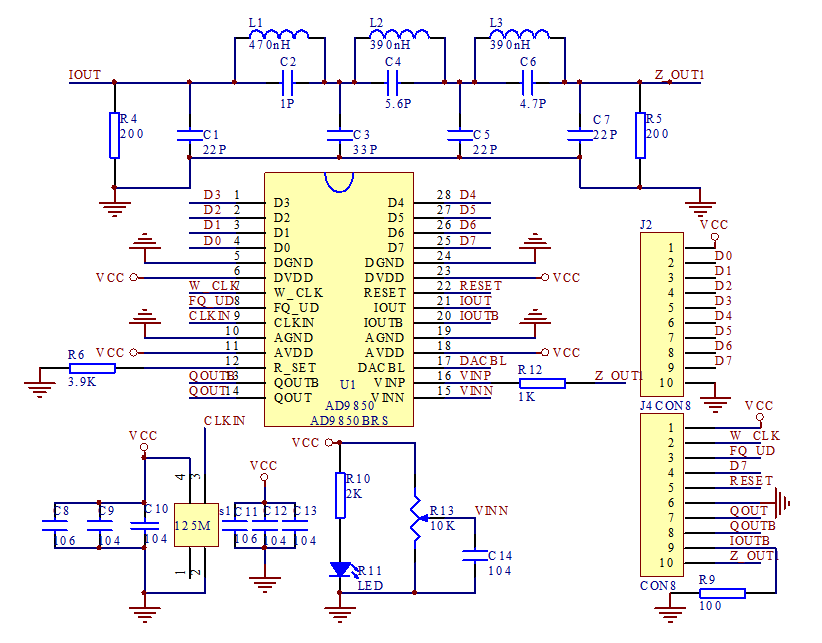 L1
470nH
L2
390nH
L3
390nH
C2
1P
C4
5.6P
C6
4.7P
IOUT
Z_OUT1
R4
200
C1
22P
C3
33P
C5
22P
C7
22P
R5
200
D3 1 D3 D4 28 D4
D2 2 D2 D5 27 D5
D1 3 D1 D6 26 D6
D0 4 D0 D7 25 D7
5 DGND DGND 24
VCC 6 DVDD DVDD 23 VCC
W_CLK 7 W_CLK RESET 22 RESET
FQ_UD 8 FQ_UD IOUT 21 IOUT
CLKIN 9 CLKIN IOUTB 20 IOUTB
10 AGND AGND 19
VCC 11 AVDD AVDD 18 VCC
R6
3.9K
12 R_SET DACBL 17 DACBL
QOUTB 13 QOUTB VINP 16 VINP
QOUT 14 QOUT VINN 15 VINN
U1
AD9850
AD9850BRS
R12
1K
Z_OUT1
J2
VCC
1
2 D0
3 D1
4 D2
5 D3
6 D4
7 D5
8 D6
9 D7
10
J4 CON8
VCC
1
2 W_CLK
3 FQ_UD
4 D7
5 RESET
6
7 QOUT
8 QOUTB
9 IOUTB
10 Z_OUT1
CON8
R9
100
CLKIN
VCC
4
3
C8
106
C9
104
C10
104
125M
s1
1
2
VCC
C11
106
C12
104
C13
104
VCC
R10
2K
R11
LED
R13
10K
VINN
C14
104